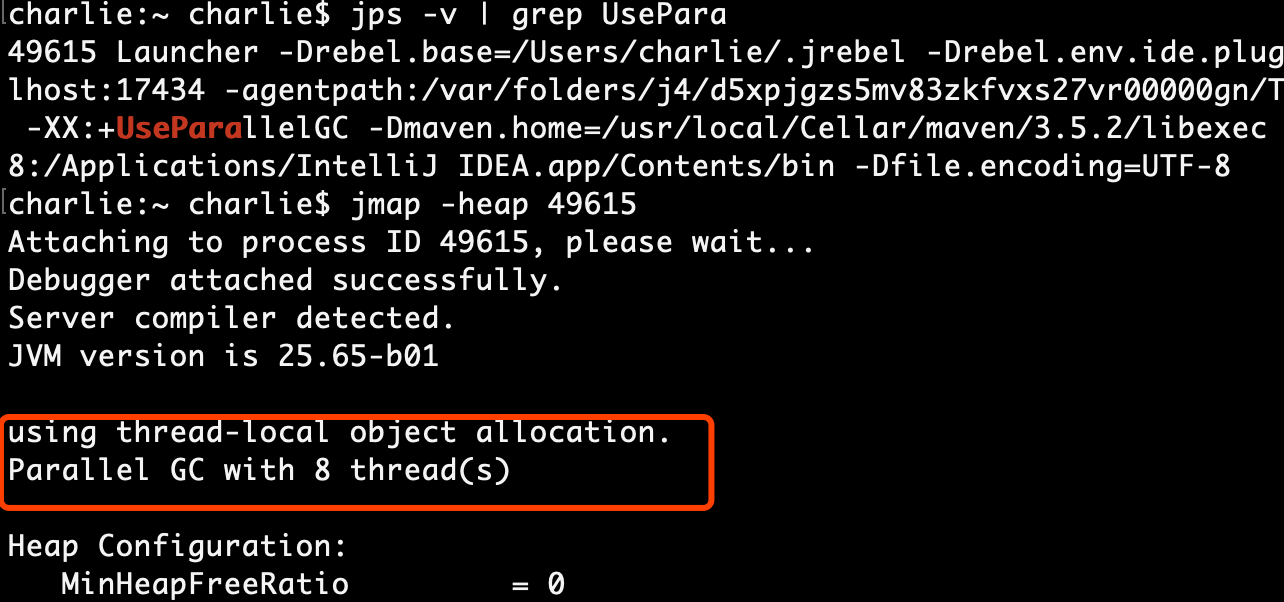 charlie:~ charlie$ jps -v | grep UsePara
49615 Launcher -Drebel.base=/Users/charlie/.jrebel -Drebel.env.ide.plug
lhost:17434 -agentpath:/var/folders/j4/d5xpjgzs5mv83zkfvxs27vr00000gn/T
-XX:+UseParallelGC -Dmaven.home=/usr/local/Cellar/maven/3.5.2/libexec
8:/Applications/IntelliJ IDEA.app/Contents/bin -Dfile.encoding=UTF-8
charlie:~ charlie$ jmap -heap 49615
Attaching to process ID 49615, please wait...
Debugger attached successfully.
Server compiler detected.
JVM version is 25.65-b01
using thread-local object allocation.
Parallel GC with 8 thread(s)
Heap Configuration:
MinHeapFreeRatio = 0